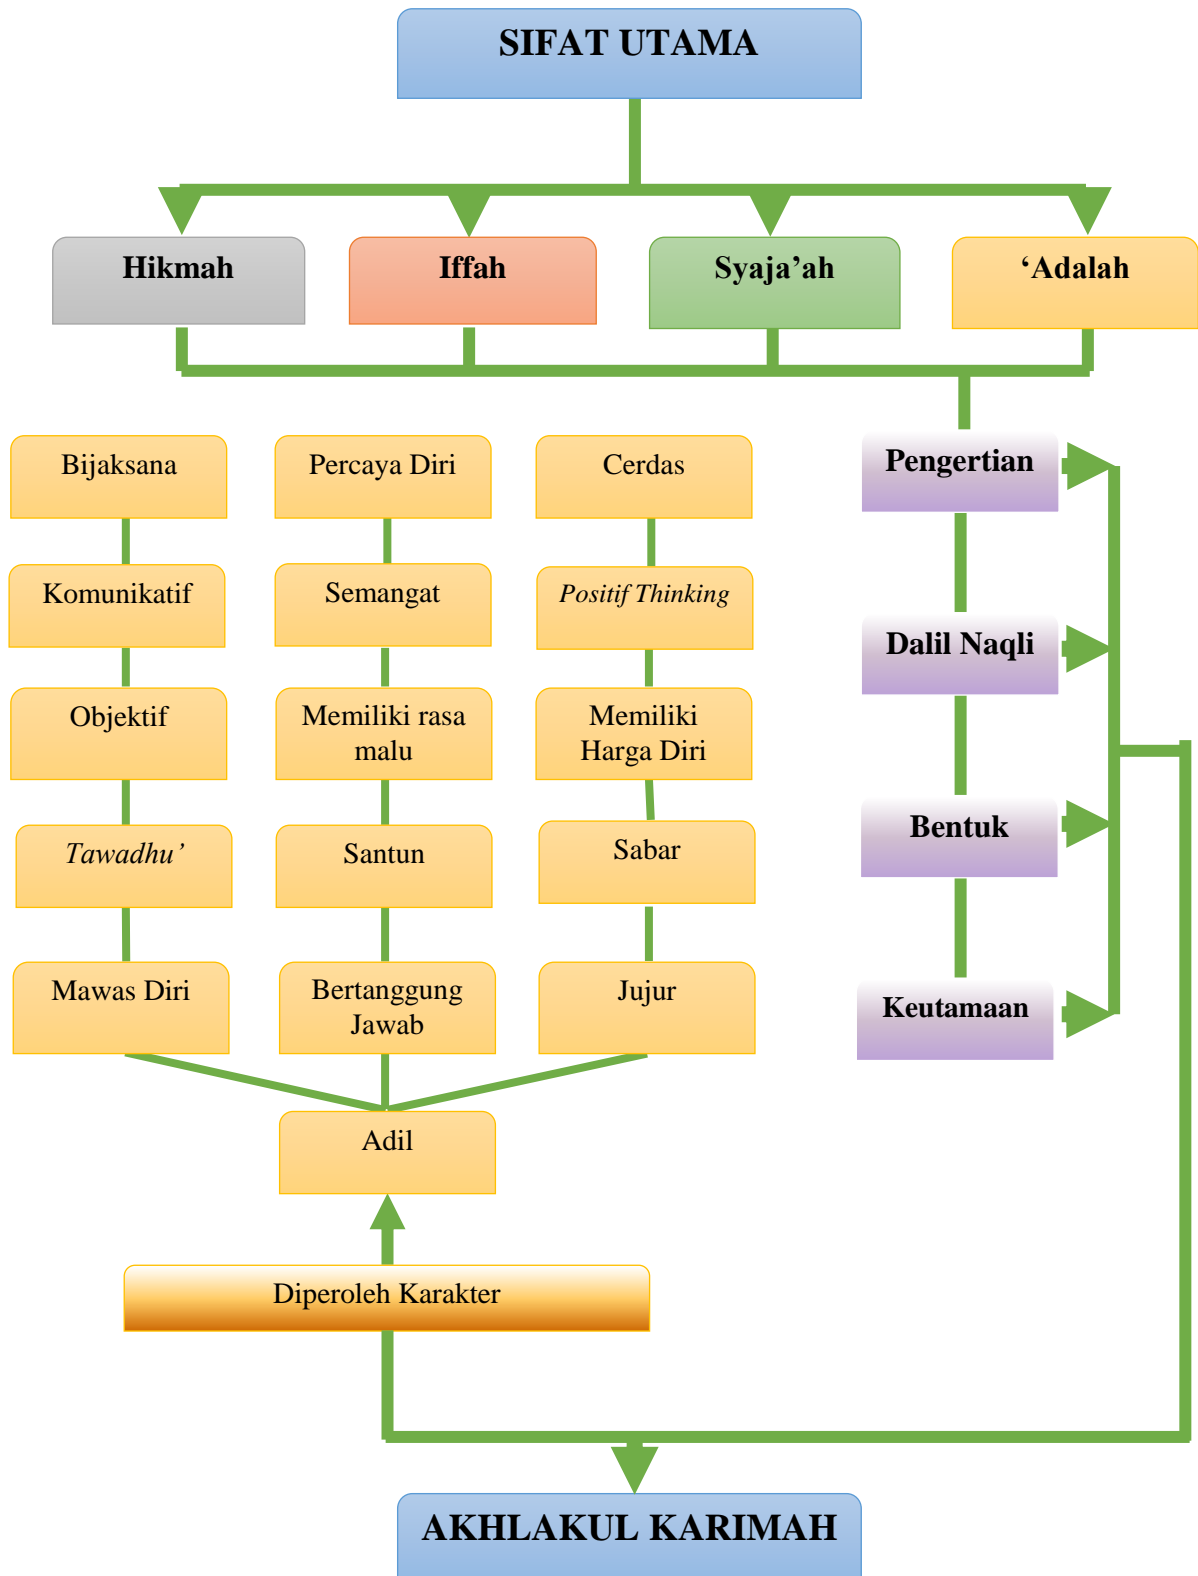 SIFAT UTAMA
Hikmah
Iffah
Syaja’ah
‘Adalah
Bijaksana
Percaya Diri
Cerdas
Pengertian
Komunikatif
Semangat
Positif Thinking
Dalil Naqli
Objektif
Memiliki rasa
malu
Memiliki
Harga Diri
Bentuk
Tawadhu’
Santun
Sabar
Keutamaan
Mawas Diri
Bertanggung
Jawab
Jujur
Adil
Diperoleh Karakter
AKHLAKUL KARIMAH